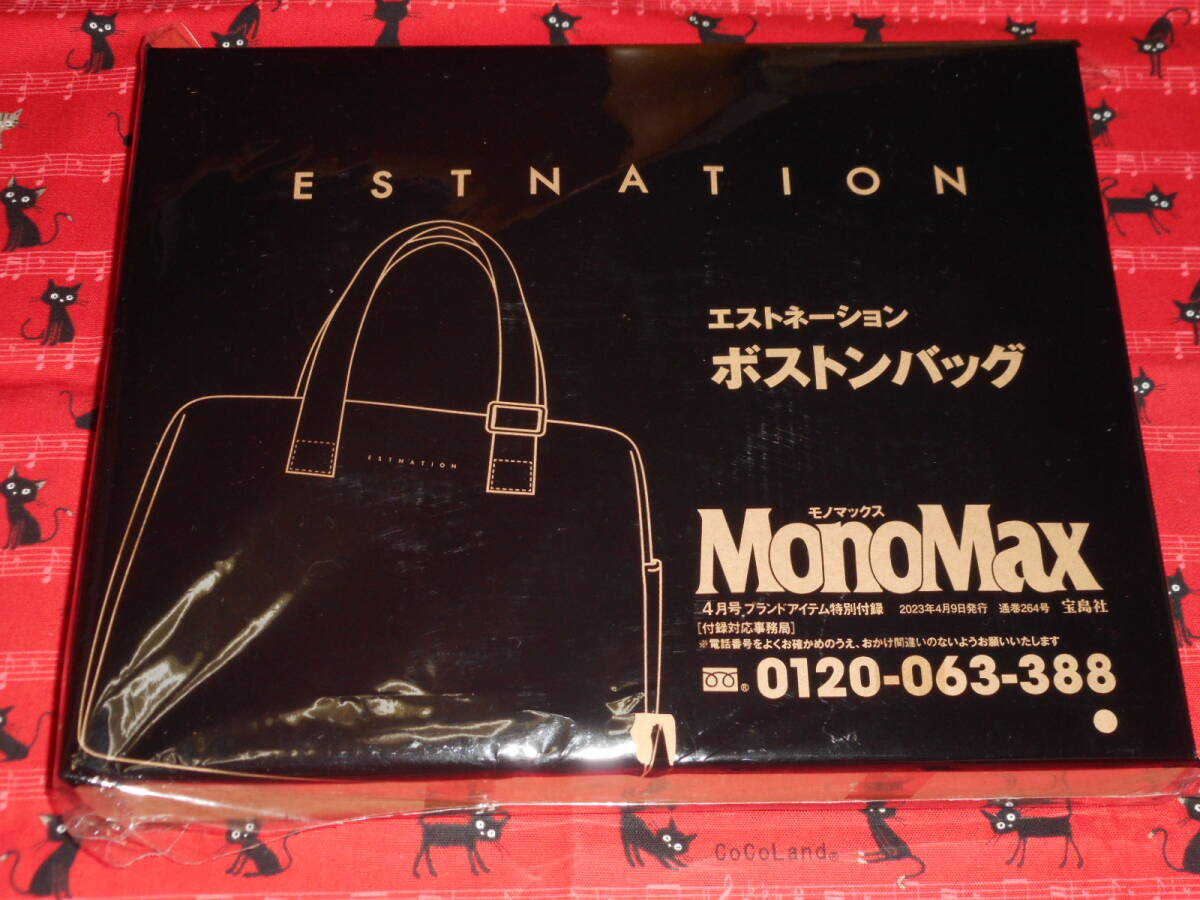 ESTNATION
エストネーション
ボストンバッグ
ESTNATION
モノマックス
MonoMax
4月号 ブランドアイテム特別付録 2023年4月9日発行 通巻264号 宝島社
[付録対応事務局]
※電話番号をよくお確かめのうえ、おかけ間違いのないようお願いいたします
® 0120-063-388
CoCoLand®